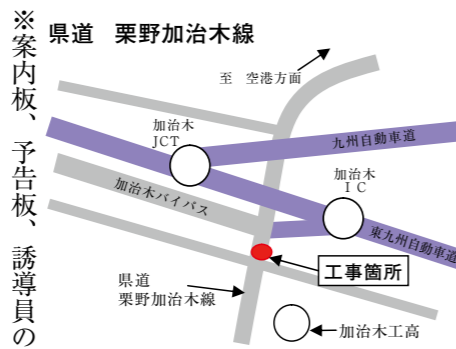 ※案内板、予告板、誘導員の
県道 栗野加治木線
至 空港方面
加治木
JCT
九州自動車道
加治木
IC
加治木バイパス
東九州自動車道
工事箇所
県道
栗野加治木線
加治木工高